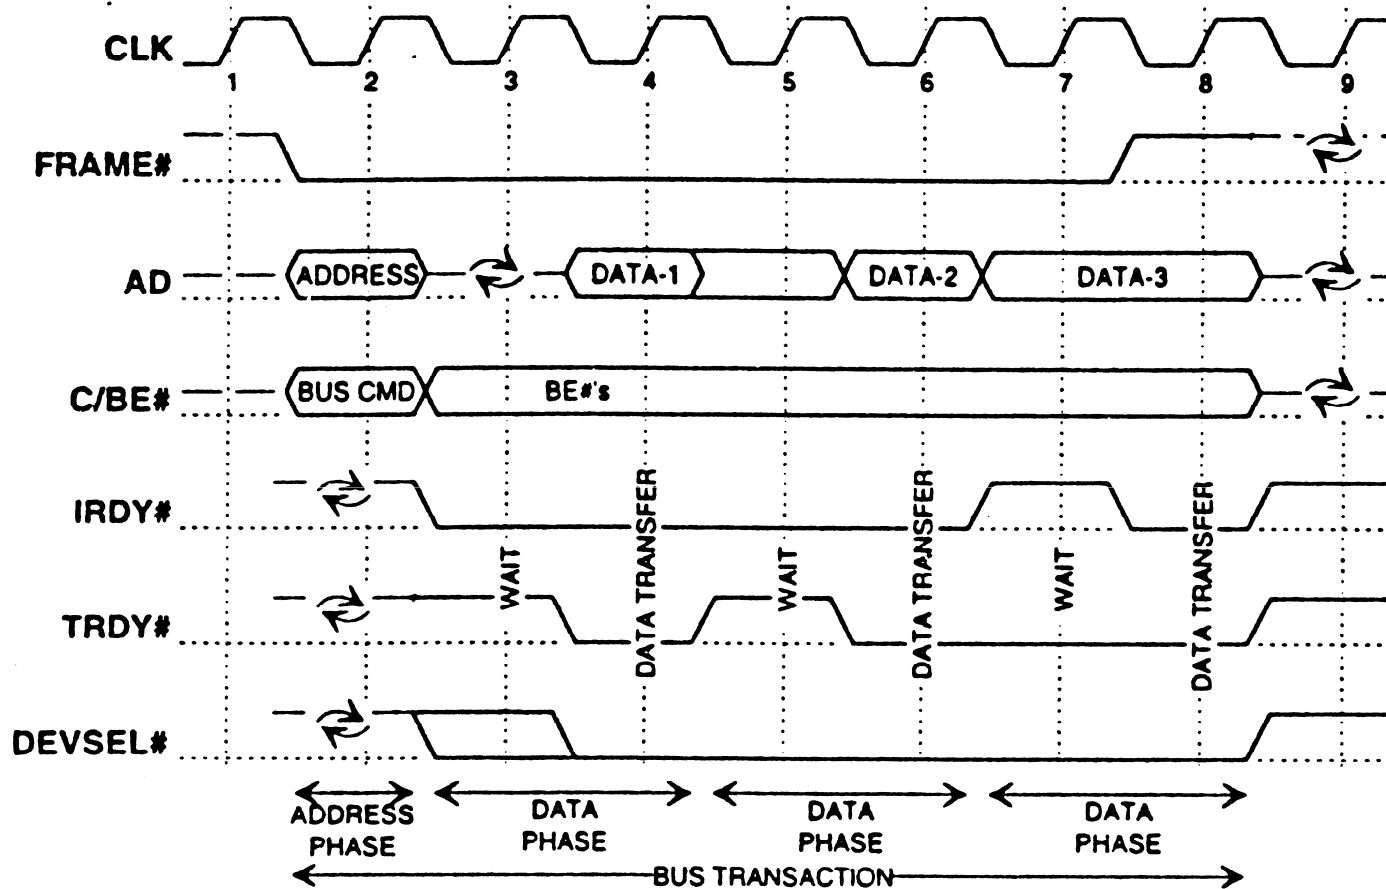 CLK
1 2 3 4 5 6 7 8 9
FRAME#
AD
ADDRESS DATA-1 DATA-2 DATA-3
C/BE#
BUS CMD BE#'s
IRDY#
WAIT DATA TRANSFER WAIT DATA TRANSFER WAIT DATA TRANSFER
TRDY#
DEVSEL#
ADDRESS PHASE
DATA PHASE
DATA PHASE
DATA PHASE
BUS TRANSACTION